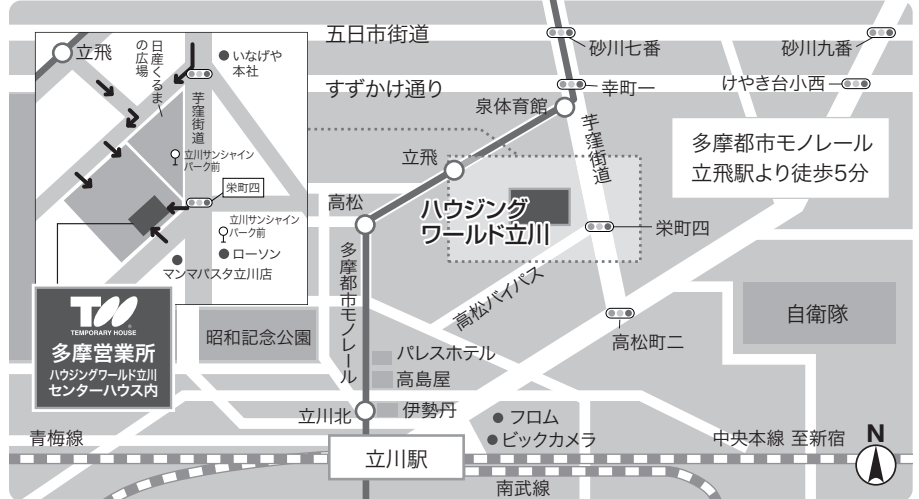 五日市街道
すずかけ通り
砂川七番
砂川九番
幸町一
けやき台小西
泉体育館
芋窪街道
立飛
高松
ハウジング
ワールド立川
栄町四
多摩都市モノレール
立飛駅より徒歩5分
高松バイパス
高松町二
自衛隊
多摩都市モノレール
昭和記念公園
パレスホテル
高島屋
立川北
伊勢丹
フロム
ビックカメラ
青梅線
立川駅
中央本線 至新宿
南武線
N
立飛
日産くるま
の広場
いなげや
本社
芋窪街道
立川サンシャイン
パーク前
栄町四
立川サンシャイン
パーク前
ローソン
マンマパスタ立川店
TEMPORARY HOUSE
多摩営業所
ハウジングワールド立川
センターハウス内